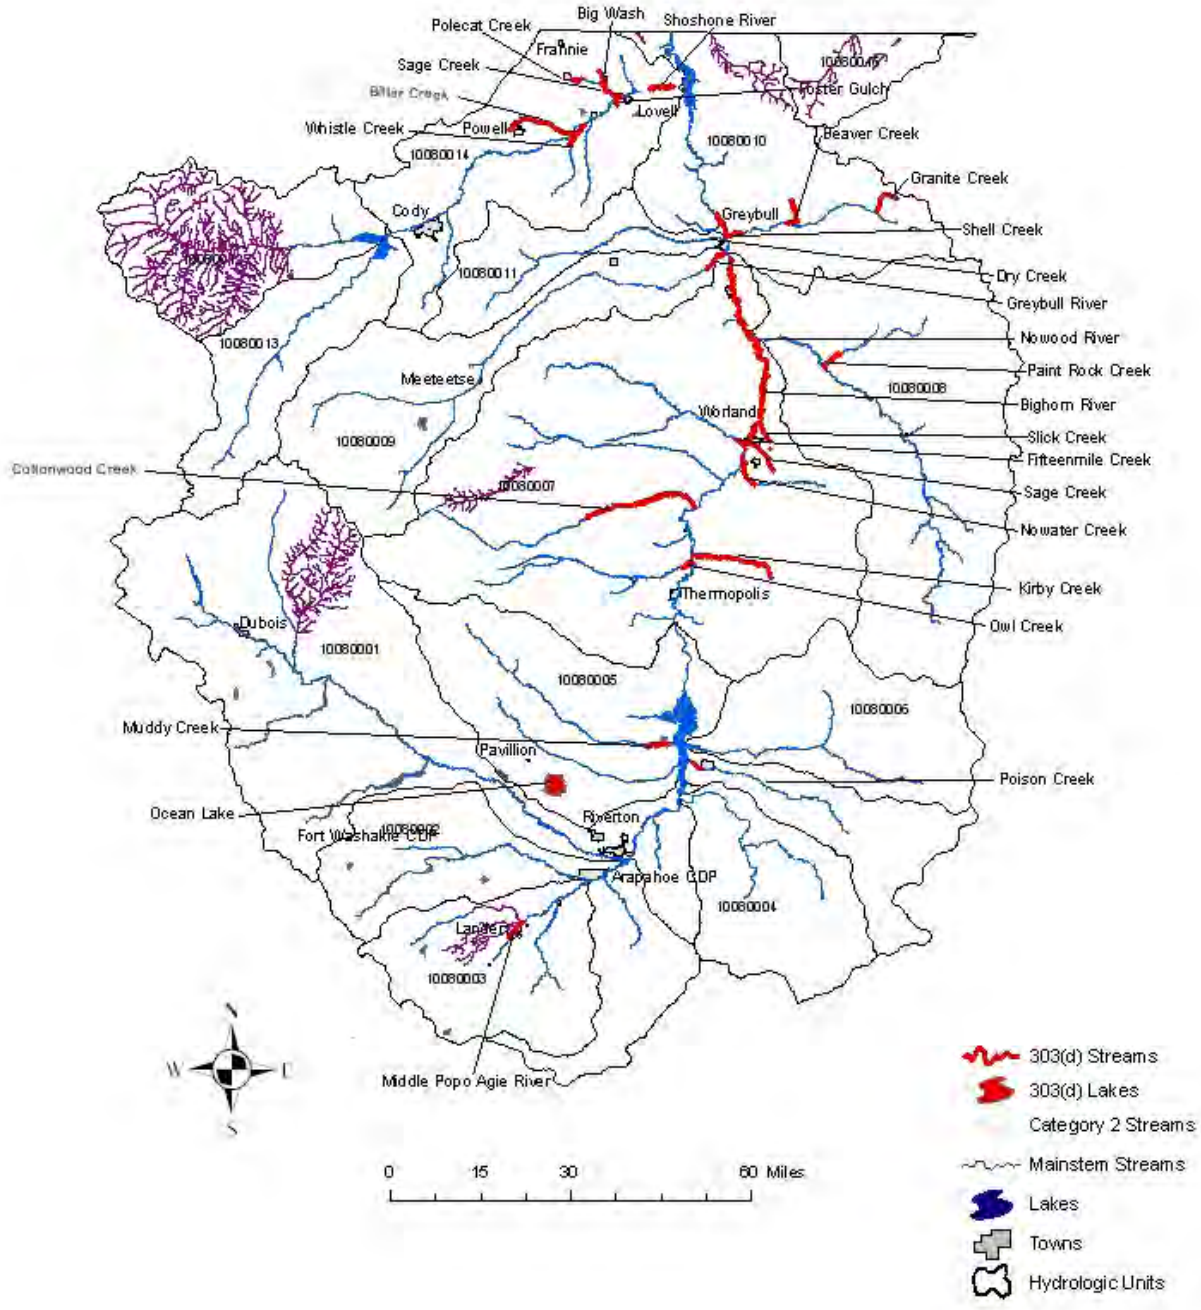 Big Wash
Polecat Creek
Shoshone River
Frannie
Sage Creek
Bitter Creek
Foster Gulch
Lovell
Whistle Creek
Powell
Beaver Creek
10080010
10080014
Granite Creek
Cody
Greybull
Shell Creek
10080011
Dry Creek
Greybull River
10080013
Nowood River
Paint Rock Creek
Meeteetse
10080008
Bighorn River
Worland
Slick Creek
10080009
Fifteenmile Creek
Cottonwood Creek
10080007
Sage Creek
Nowater Creek
Kirby Creek
Thermopolis
Owl Creek
Dubois
10080001
10080005
10080006
Muddy Creek
Pavillion
Poison Creek
Ocean Lake
Riverton
Fort Washakie CDP
10080002
Arapahoe CDP
10080004
Lander
10080003
N
W E
S
Middle Popo Agie River
303(d) Streams
303(d) Lakes
Category 2 Streams
Mainstem Streams
Lakes
Towns
Hydrologic Units
0 15 30 60 Miles